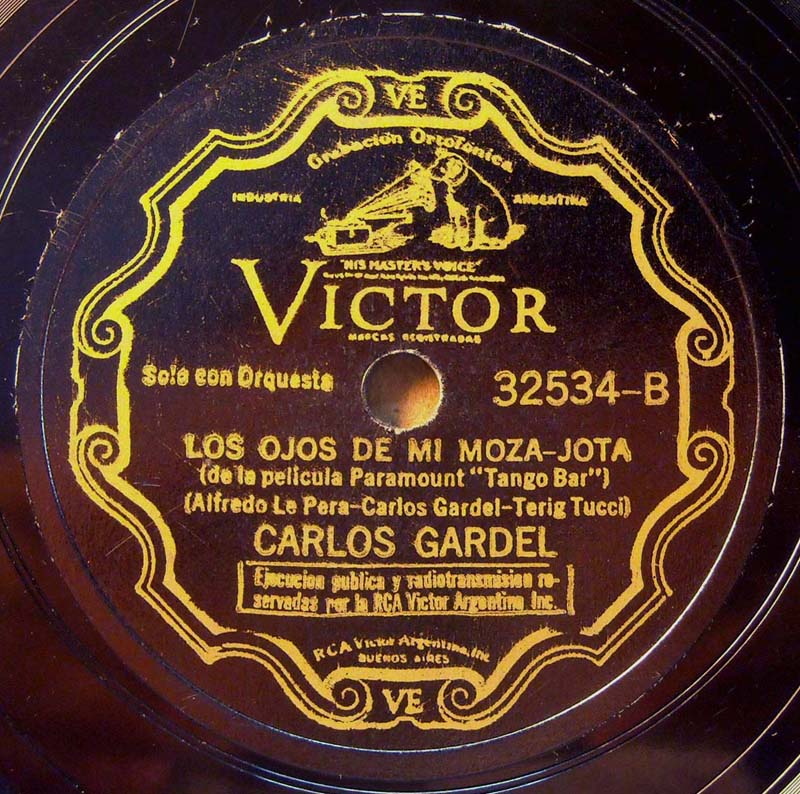 VE
Grabación Ortofónica
INDUSTRIA ARGENTINA
"HIS MASTER'S VOICE"
VICTOR
MARCAS REGISTRADAS
Solo con Orquesta
32534-B
LOS OJOS DE MI MOZA-JOTA
(de la película Paramount "Tango Bar")
(Alfredo Le Pera-Carlos Gardel-Terig Tucci)
CARLOS GARDEL
Ejecución publica y radiotransmisión re-
servadas por la RCA Victor Argentina Inc.
RCA Victor Argentina, Inc.
BUENOS AIRES
VE